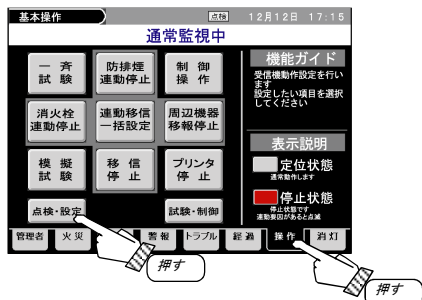 基本操作
点検 12月12日 17:15
通常監視中
一 斉
試 験
防排煙
連動停止
制 御
操 作
消火栓
連動停止
連動移信
一括設定
周辺機器
移報停止
模 擬
試 験
移 信
停 止
プリンタ
停 止
点検・設定
試験・制御
機能ガイド
受信機動作設定を行い
ます
設定したい項目を選択
してください
表示説明
定位状態
通常動作します
停止状態
停止状態です
連動要因があると点滅
管理者 火 災 警 報 トラブル 経 過 操 作 消 灯
押す
押す